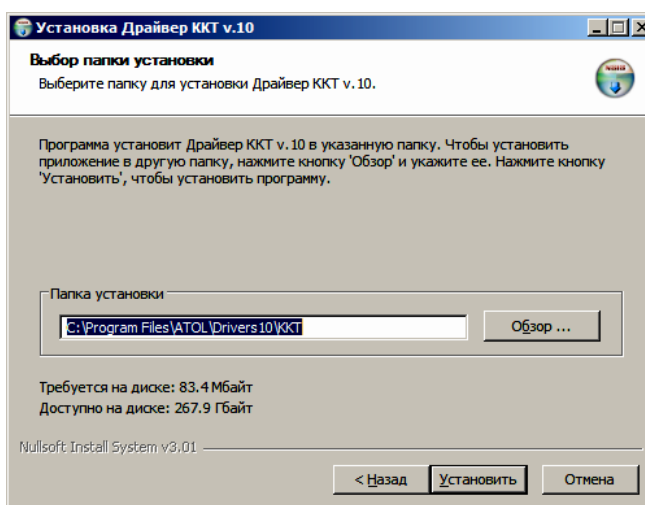 Установка Драйвер ККТ v.10
Выбор папки установки
Выберите папку для установки Драйвер ККТ v.10.
Программа установит Драйвер ККТ v.10 в указанную папку. Чтобы установить
приложение в другую папку, нажмите кнопку 'Обзор' и укажите ее. Нажмите кнопку
'Установить', чтобы установить программу.
Папка установки
C:\Program Files\ATOL\Drivers10\KKT
Обзор ...
Требуется на диске: 83.4 Мбайт
Доступно на диске: 267.9 Гбайт
Nullsoft Install System v3.01
< Назад
Установить
Отмена